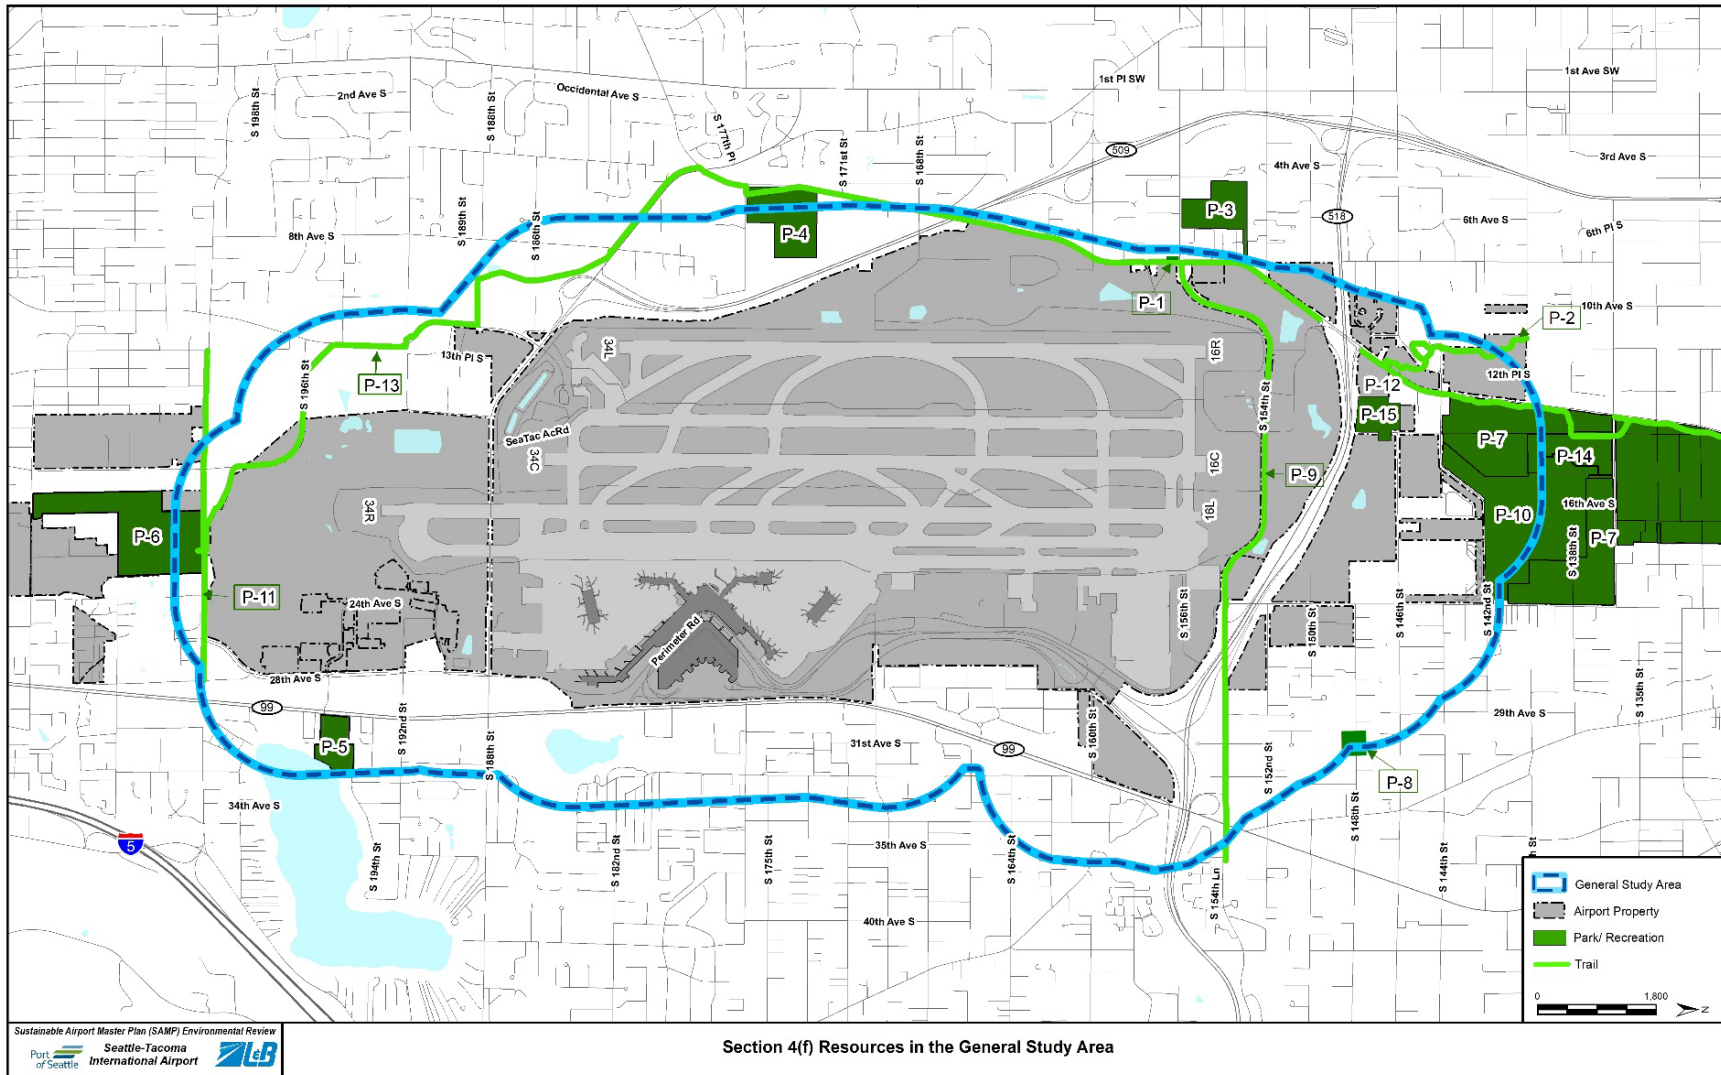 1st Pl SW
1st Ave SW
2nd Ave S
Occidental Ave S
S 198th St
S 188th St
S 177th Pl
S 171st St
S 168th St
509
4th Ave S
3rd Ave S
518
6th Ave S
6th Pl S
8th Ave S
S 189th St
S 186th St
P-4
P-3
P-1
10th Ave S
P-2
13th Pl S
P-13
S 196th St
34L
16R
12th Pl S
P-12
P-15
S 154th St
SeaTac AcRd
34C
16C
P-9
P-7
P-14
16th Ave S
P-10
P-7
S 138th St
34R
16L
P-6
P-11
24th Ave S
Perimeter Rd
S 156th St
S 150th St
S 146th St
S 142nd St
28th Ave S
99
P-5
S 192nd St
S 188th St
31st Ave S
99
S 160th St
S 152nd St
29th Ave S
S 135th St
P-8
34th Ave S
5
S 194th St
S 182nd St
S 175th St
35th Ave S
S 164th St
S 148th St
S 144th St
S 154th Ln
40th Ave S
General Study Area
Airport Property
Park/ Recreation
Trail
0 1,800
N
Sustainable Airport Master Plan (SAMP) Environmental Review
Port of Seattle
Seattle-Tacoma
International Airport
L&B
Section 4(f) Resources in the General Study Area